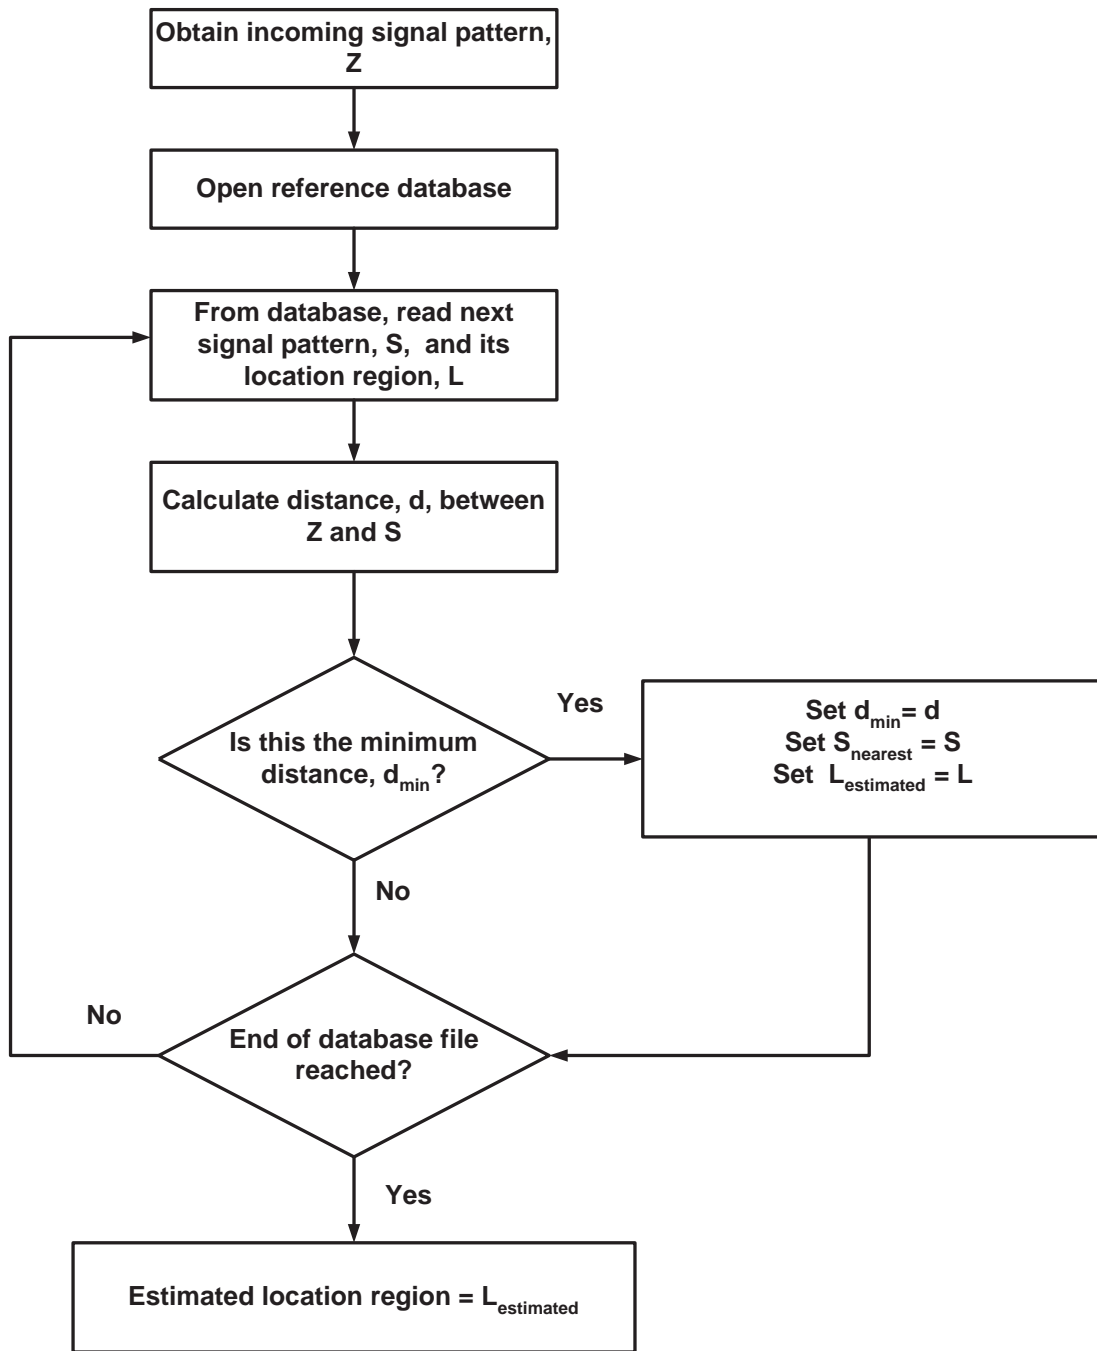 Obtain incoming signal pattern,
Z
Open reference database
From database, read next
signal pattern, S, and its
location region, L
Calculate distance, d, between
Z and S
Is this the minimum
distance, dmin?
Yes
Set dmin= d
Set Snearest = S
Set Lestimated = L
No
End of database file
reached?
No
Yes
Estimated location region = Lestimated